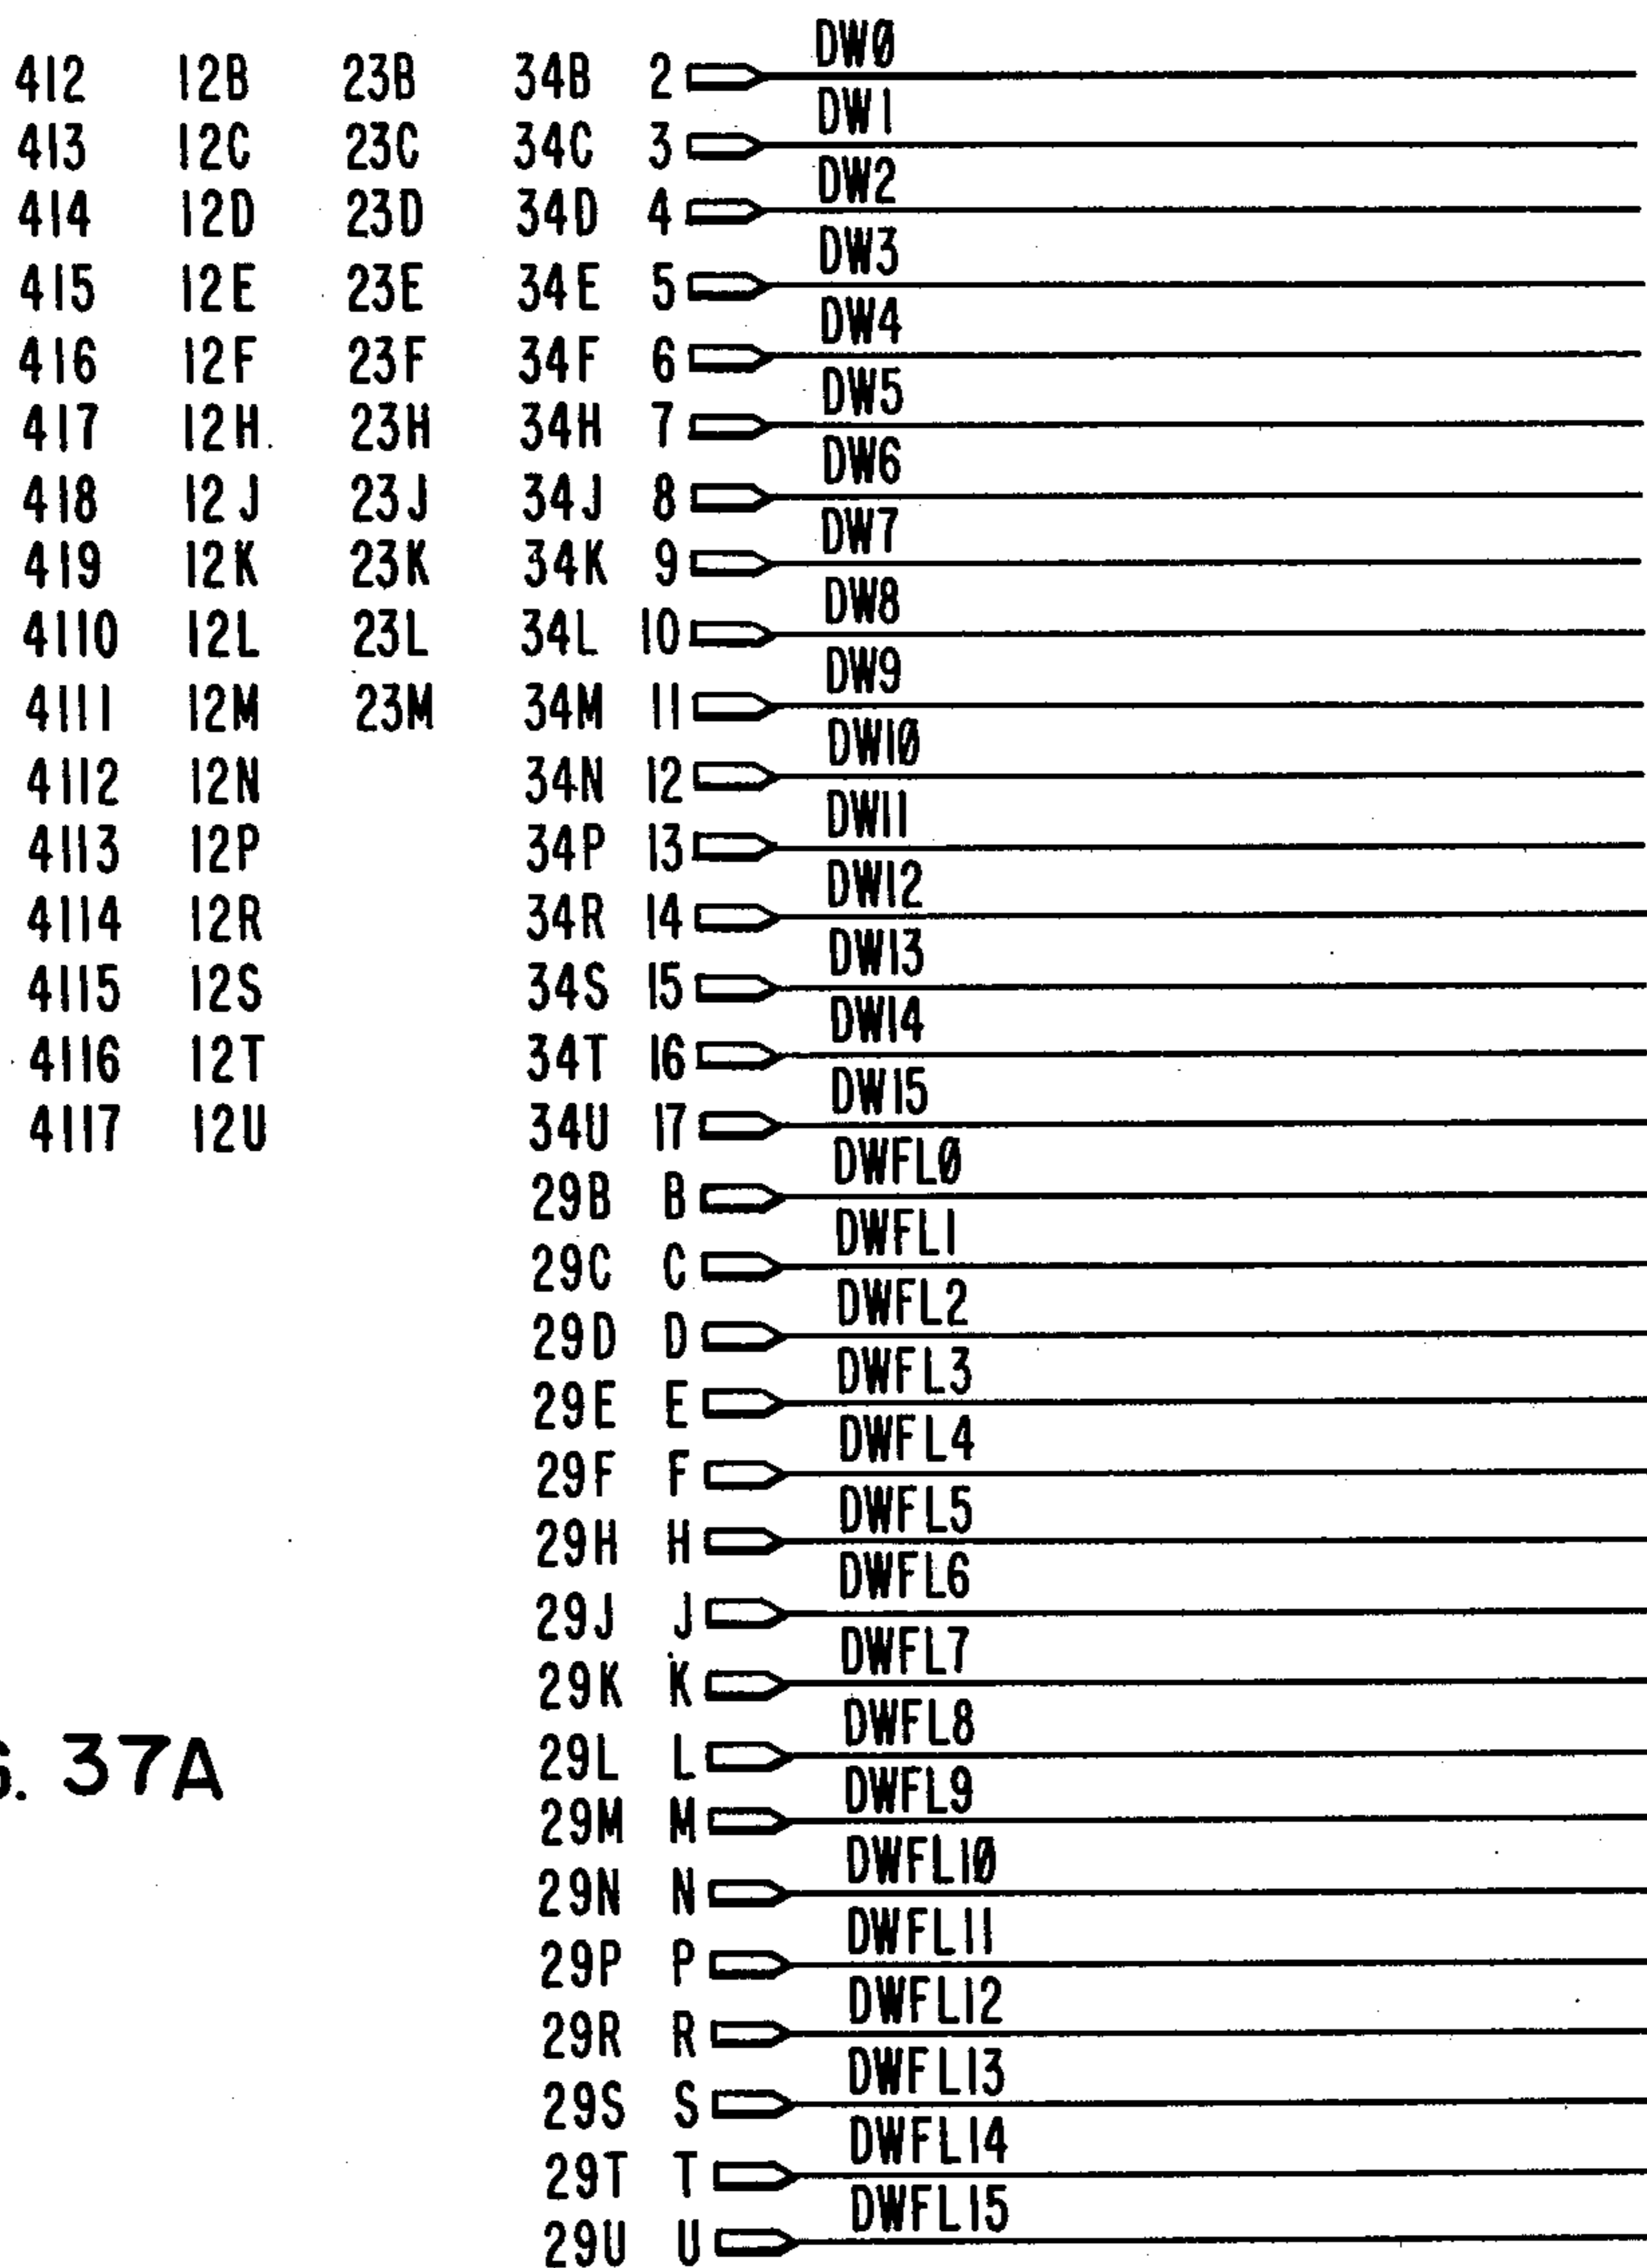 DWØ
412 12B 23B 34B 2
DW1
413 12C 23C 34C 3
DW2
414 12D 23D 34D 4
DW3
415 12E 23E 34E 5
DW4
416 12F 23F 34F 6
DW5
417 12H 23H 34H 7
DW6
418 12J 23J 34J 8
DW7
419 12K 23K 34K 9
DW8
4110 12L 23L 34L 10
DW9
4111 12M 23M 34M 11
DW1Ø
4112 12N 34N 12
DW11
4113 12P 34P 13
DW12
4114 12R 34R 14
DW13
4115 12S 34S 15
DW14
4116 12T 34T 16
DW15
4117 12U 34U 17
DWFLØ
29B B
DWFL1
29C C
DWFL2
29D D
DWFL3
29E E
DWFL4
29F F
DWFL5
29H H
DWFL6
29J J
DWFL7
29K K
DWFL8
29L L
G. 37A
DWFL9
29M M
DWFL1Ø
29N N
DWFL11
29P P
DWFL12
29R R
DWFL13
29S S
DWFL14
29T T
DWFL15
29U U